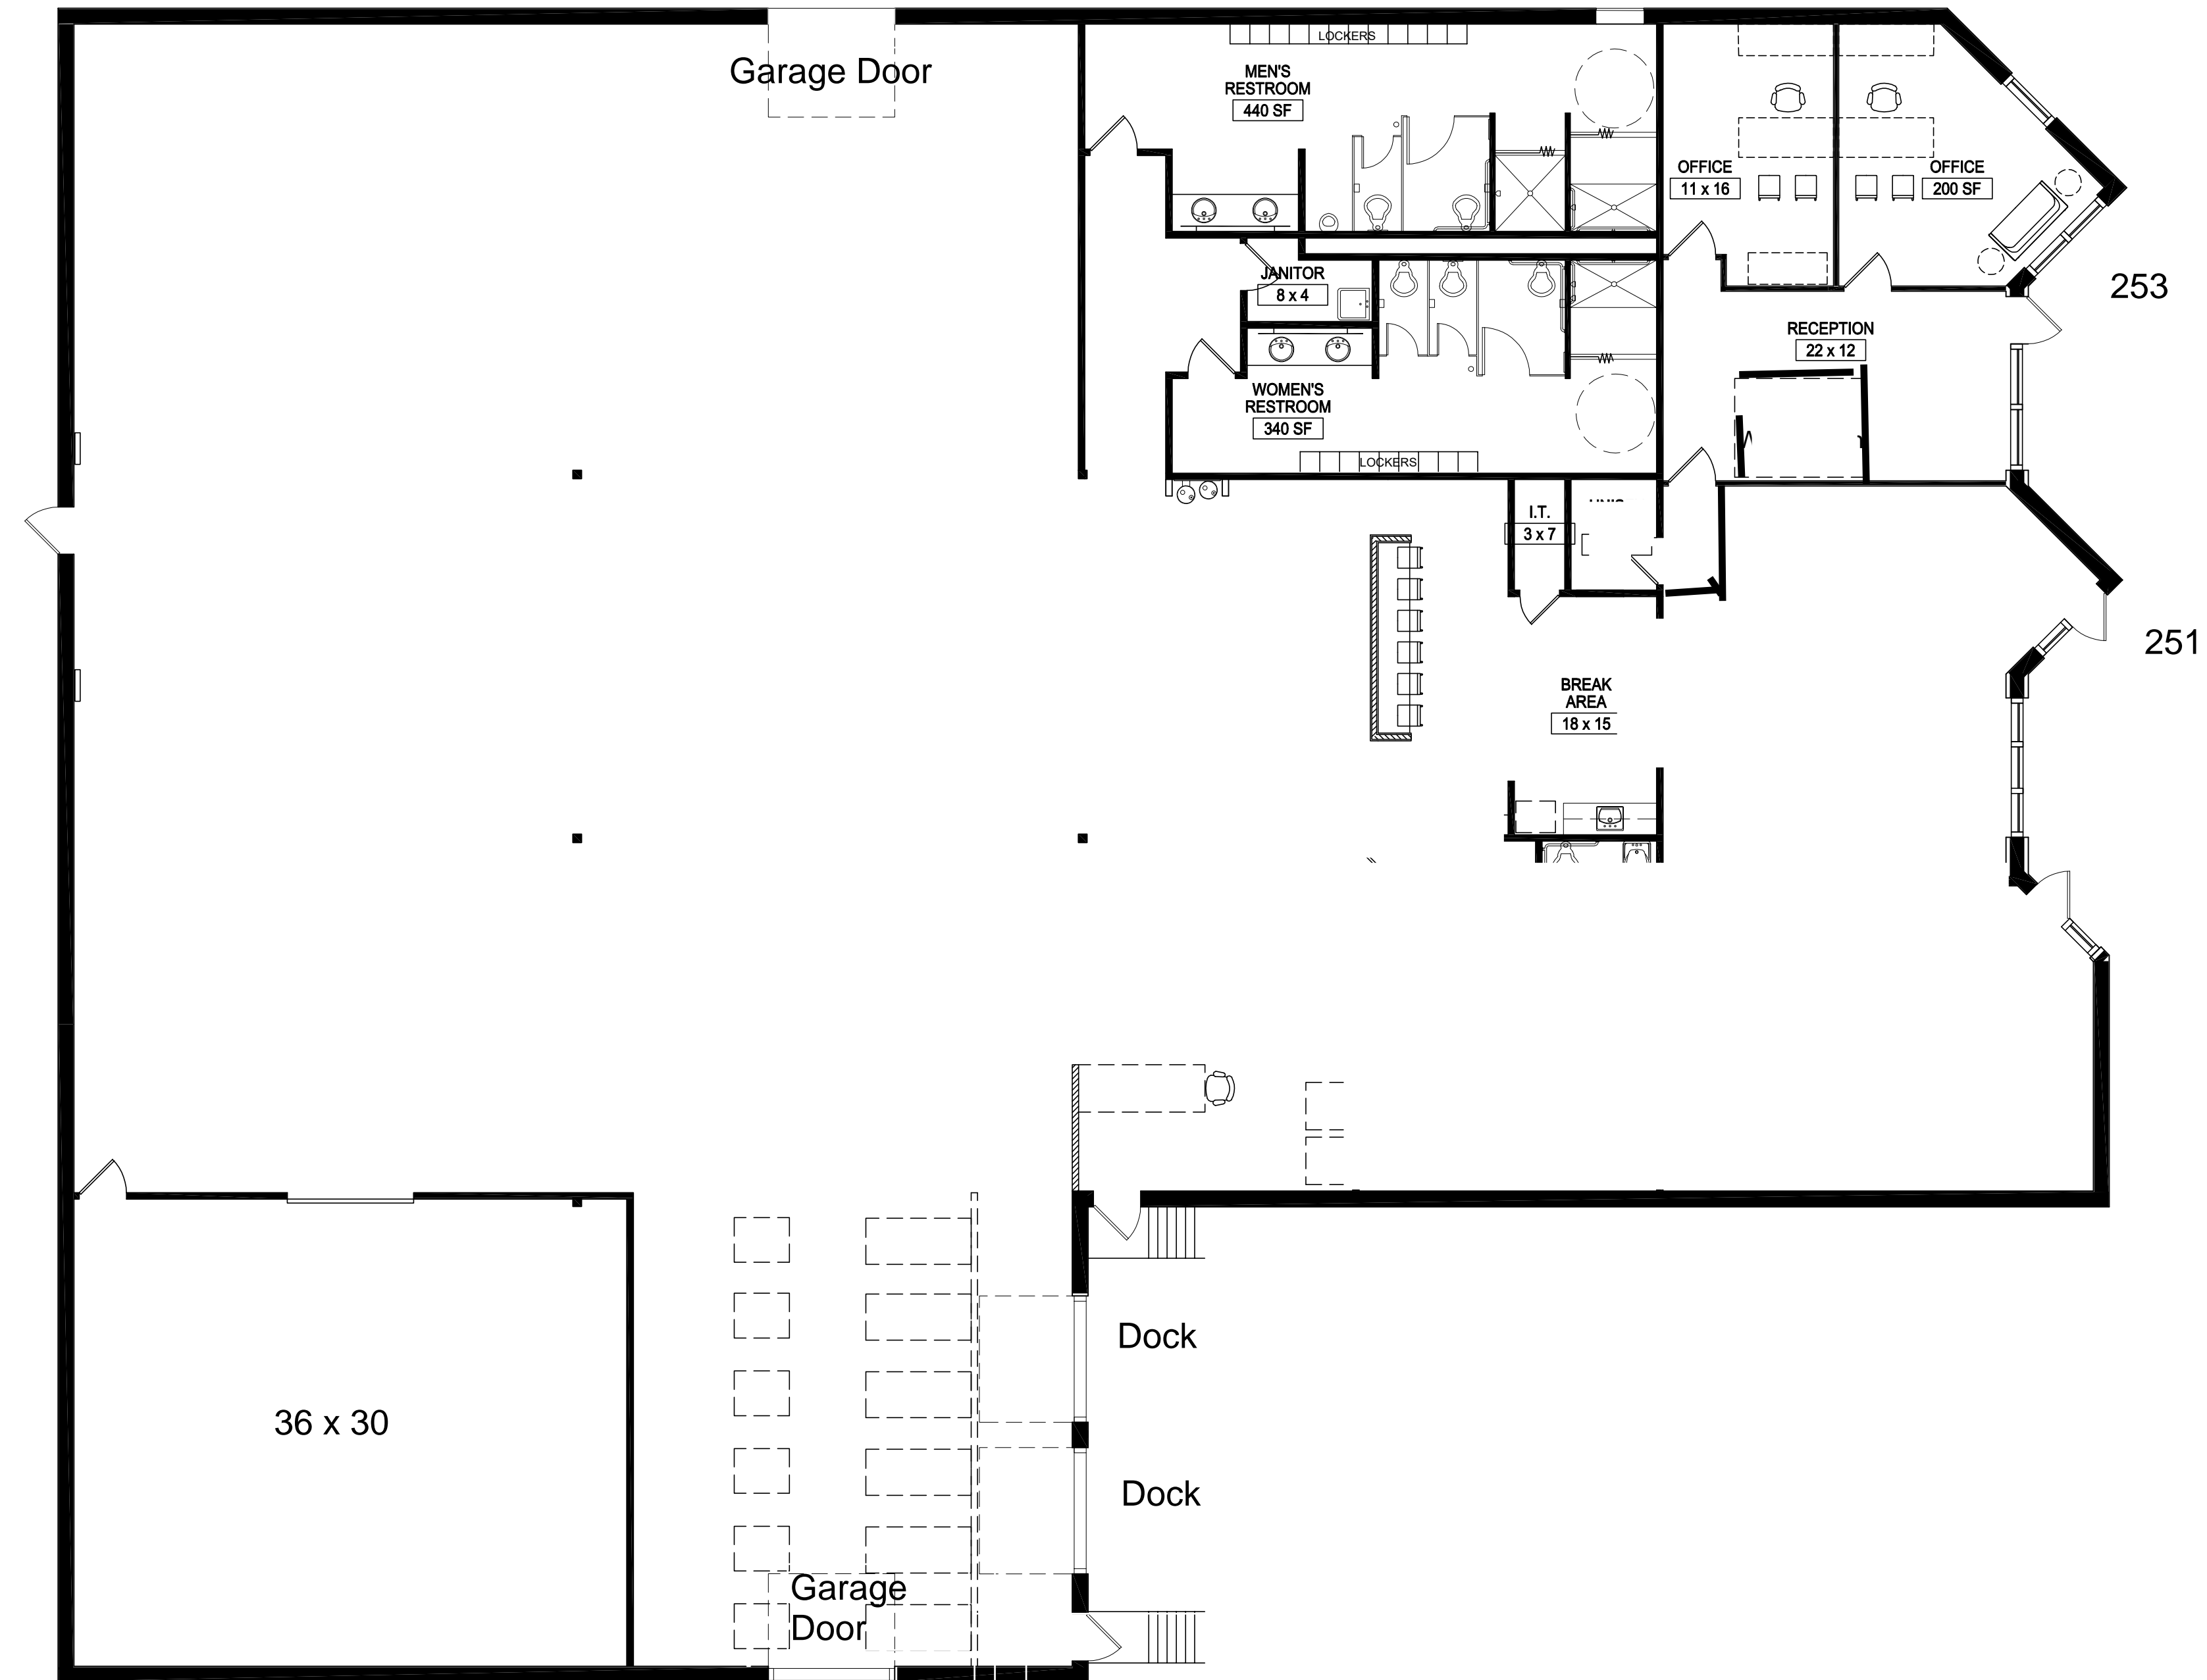 LOCKERS
Garage Door
MEN'S
RESTROOM
440 SF
OFFICE
11 x 16
OFFICE
200 SF
JANITOR
8 x 4
253
RECEPTION
22 x 12
WOMEN'S
RESTROOM
340 SF
LOCKERS
I.T.
3 x 7
251
BREAK
AREA
18 x 15
Dock
36 x 30
Dock
Garage
Door